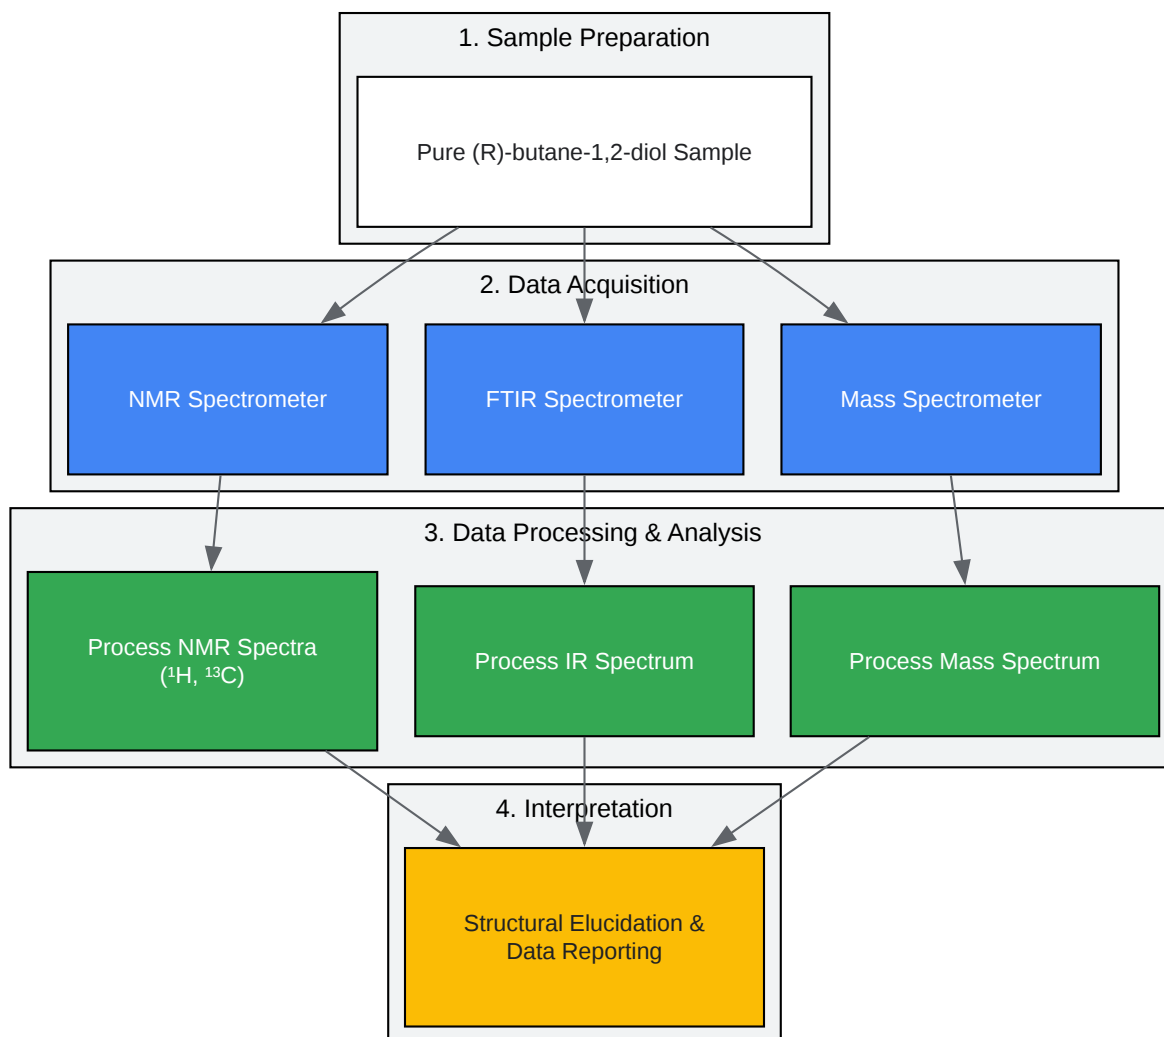 1. Sample Preparation
Pure (R)-butane-1,2-diol Sample
2. Data Acquisition
NMR Spectrometer
FTIR Spectrometer
Mass Spectrometer
3. Data Processing & Analysis
Process NMR Spectra
(¹H, ¹³C)
Process IR Spectrum
Process Mass Spectrum
4. Interpretation
Structural Elucidation &
Data Reporting